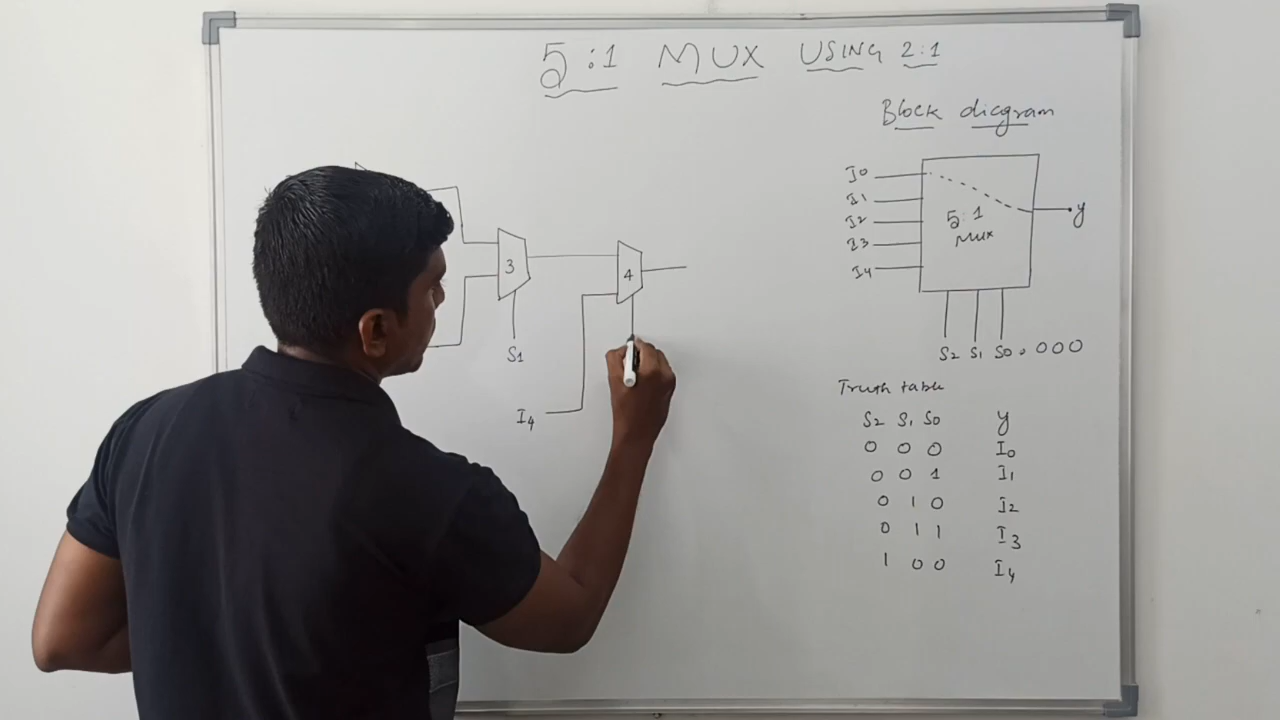 5:1 MUX USING 2:1
3
S1
4
I4
Block dicgram
I0
I1
I2
I3
I4
5:1
MUX
y
S2 S1 S0 . 000
Truth table
S2 S1 S0 y
0 0 0 I0
0 0 1 I1
0 1 0 I2
0 1 1 I3
1 0 0 I4